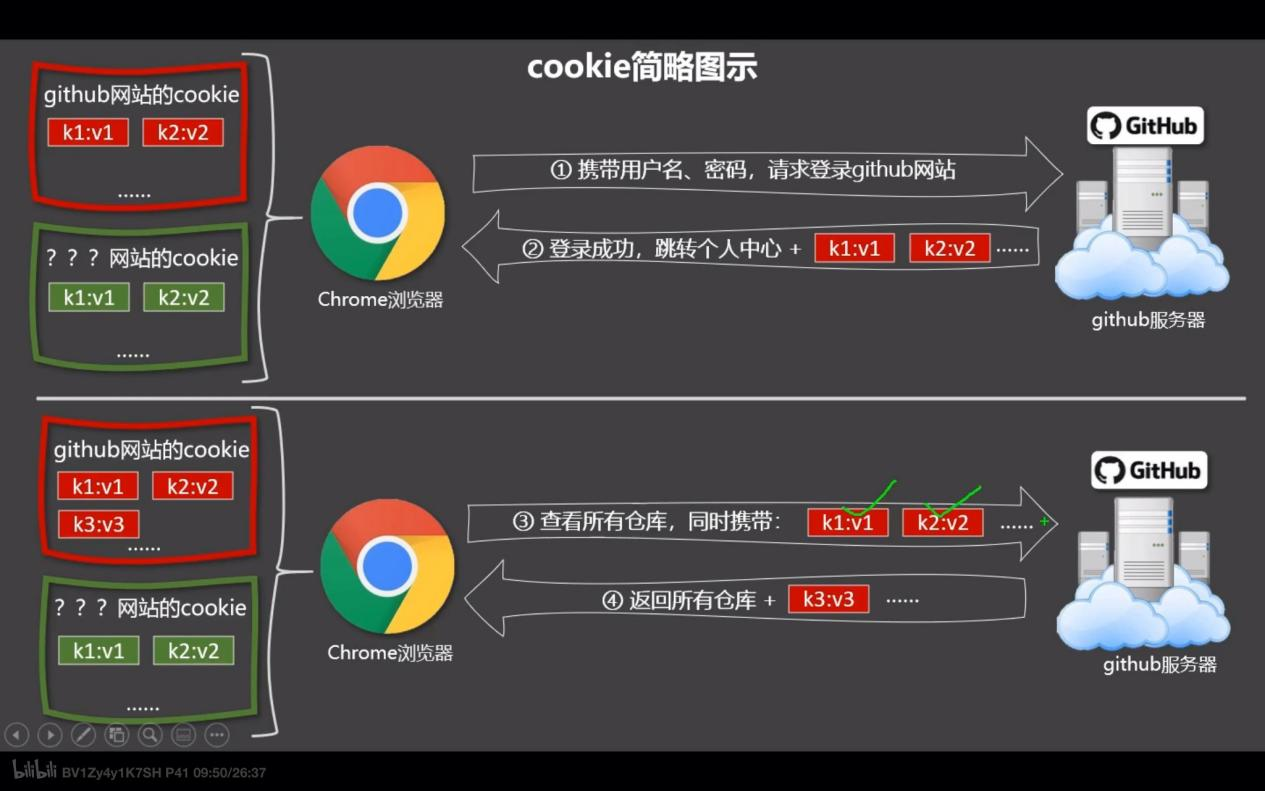 cookie简略图示
github网站的cookie
k1:v1 k2:v2
......
? ? ? 网站的cookie
k1:v1 k2:v2
......
Chrome浏览器
① 携带用户名、密码，请求登录github网站
② 登录成功，跳转个人中心 + k1:v1 k2:v2 ......
GitHub
github服务器
github网站的cookie
k1:v1 k2:v2
k3:v3
......
? ? ? 网站的cookie
k1:v1 k2:v2
......
Chrome浏览器
③ 查看所有仓库，同时携带： k1:v1 k2:v2 ......
④ 返回所有仓库 + k3:v3 ......
GitHub
github服务器
bilibili BV1Zy4y1K7SH P41 09:50/26:37